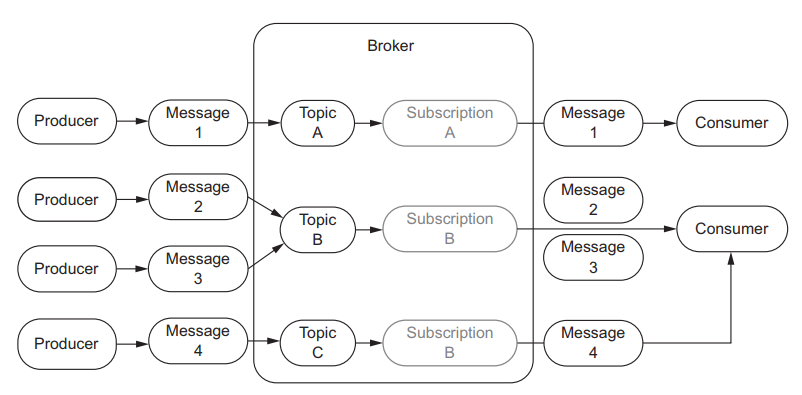 Broker
Producer
Message
1
Topic
A
Subscription
A
Message
1
Consumer
Producer
Message
2
Message
2
Topic
B
Subscription
B
Consumer
Producer
Message
3
Message
3
Producer
Message
4
Topic
C
Subscription
B
Message
4